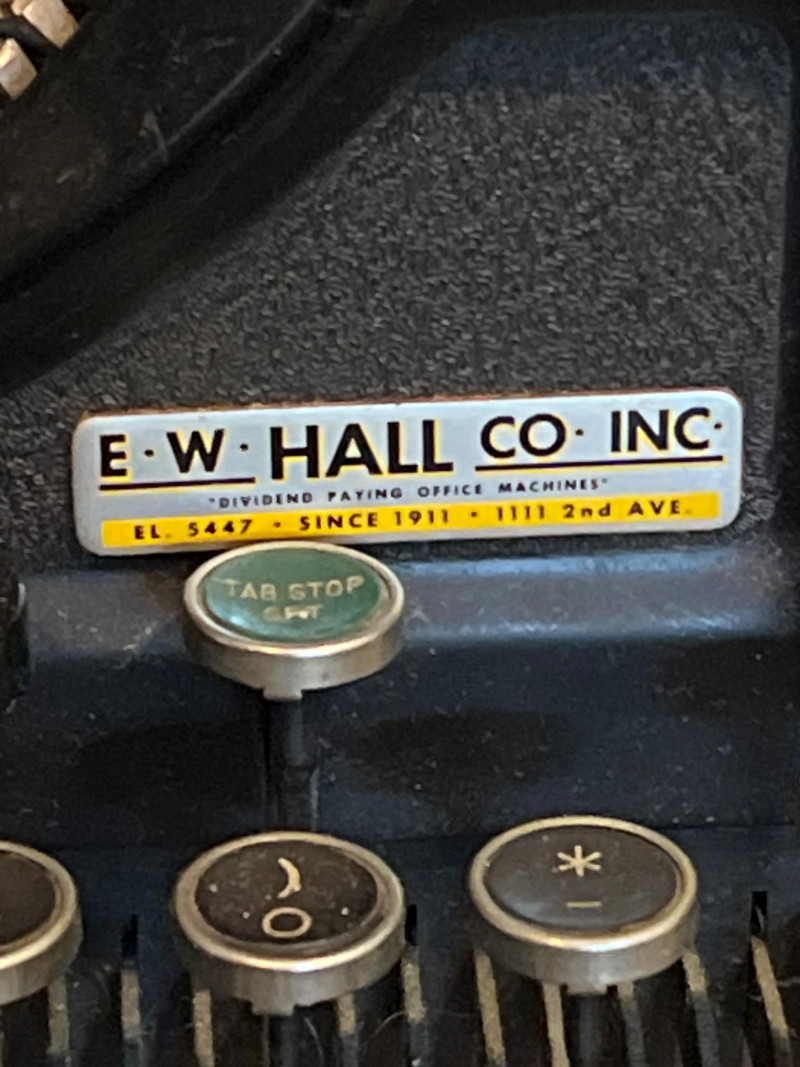 E·W·HALL CO· INC·
"DIVIDEND PAYING OFFICE MACHINES"
EL. 5447 · SINCE 1911 · 1111 2nd AVE.
TAB STOP
SET
)
0
*
-